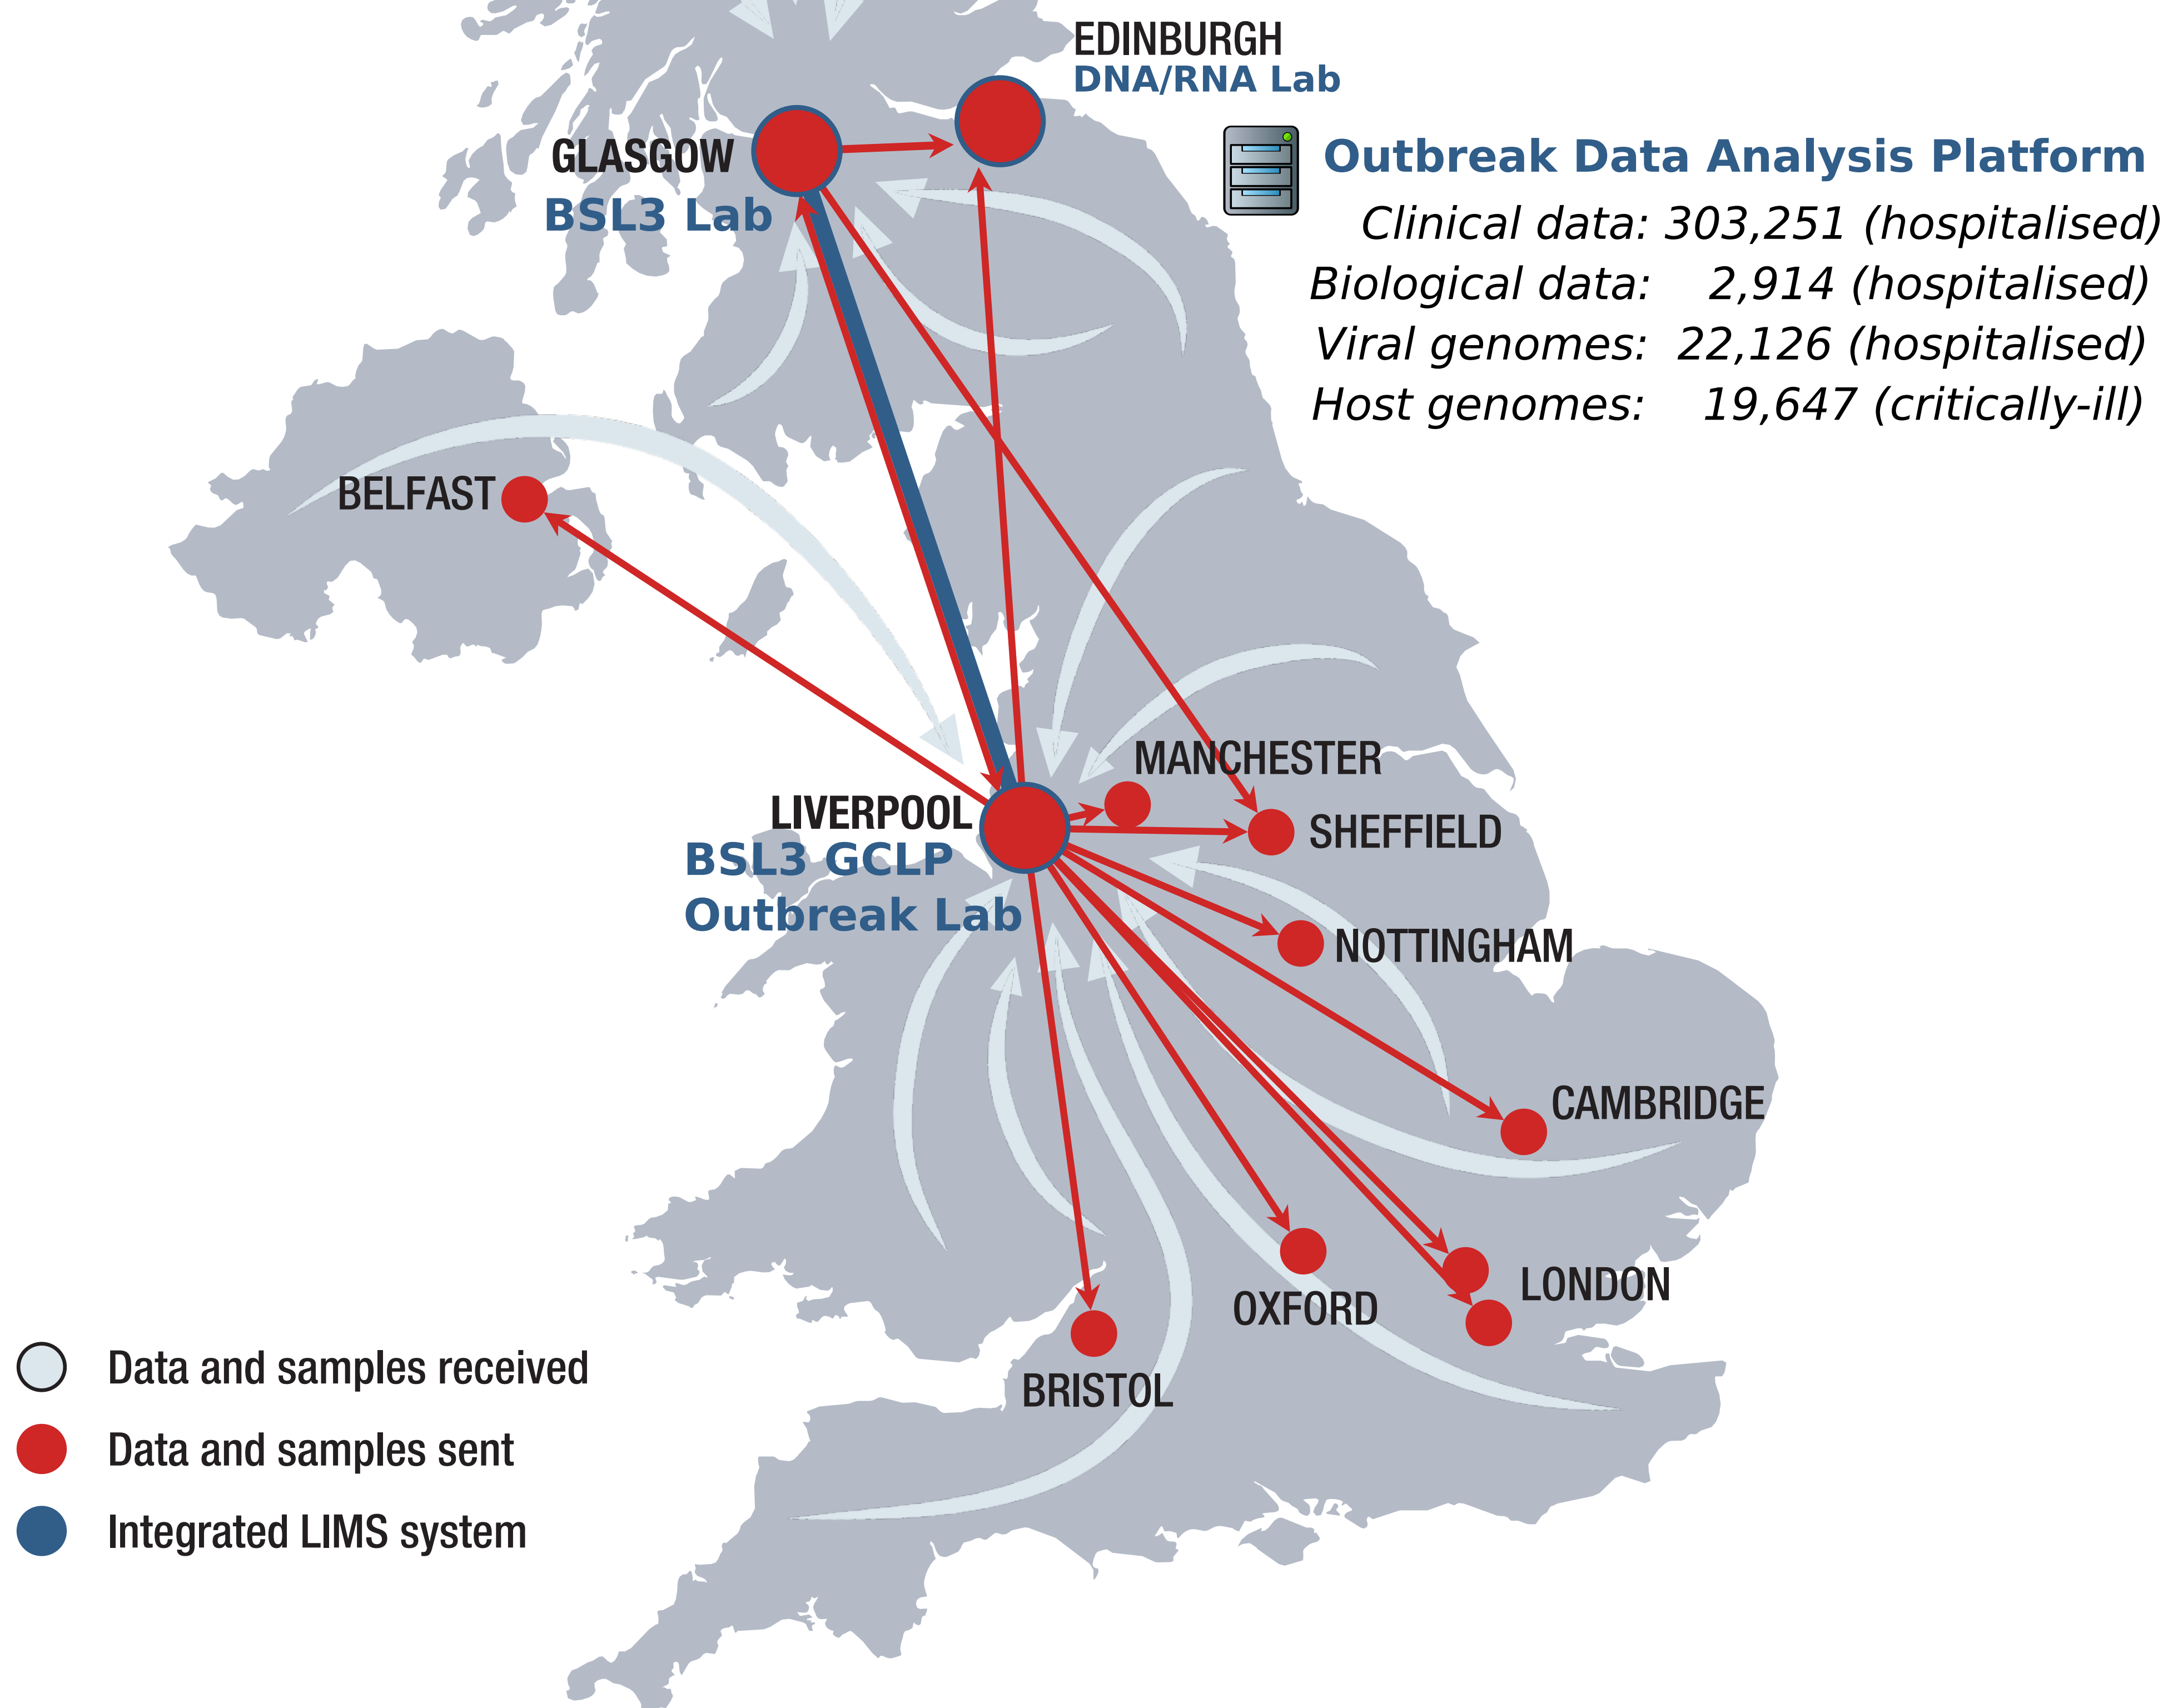 EDINBURGH
DNA/RNA Lab
GLASGOW
BSL3 Lab
Outbreak Data Analysis Platform
Clinical data: 303,251 (hospitalised)
Biological data: 2,914 (hospitalised)
Viral genomes: 22,126 (hospitalised)
Host genomes: 19,647 (critically-ill)
BELFAST
MANCHESTER
LIVERPOOL
BSL3 GCLP
Outbreak Lab
SHEFFIELD
NOTTINGHAM
CAMBRIDGE
LONDON
OXFORD
BRISTOL
Data and samples received
Data and samples sent
Integrated LIMS system